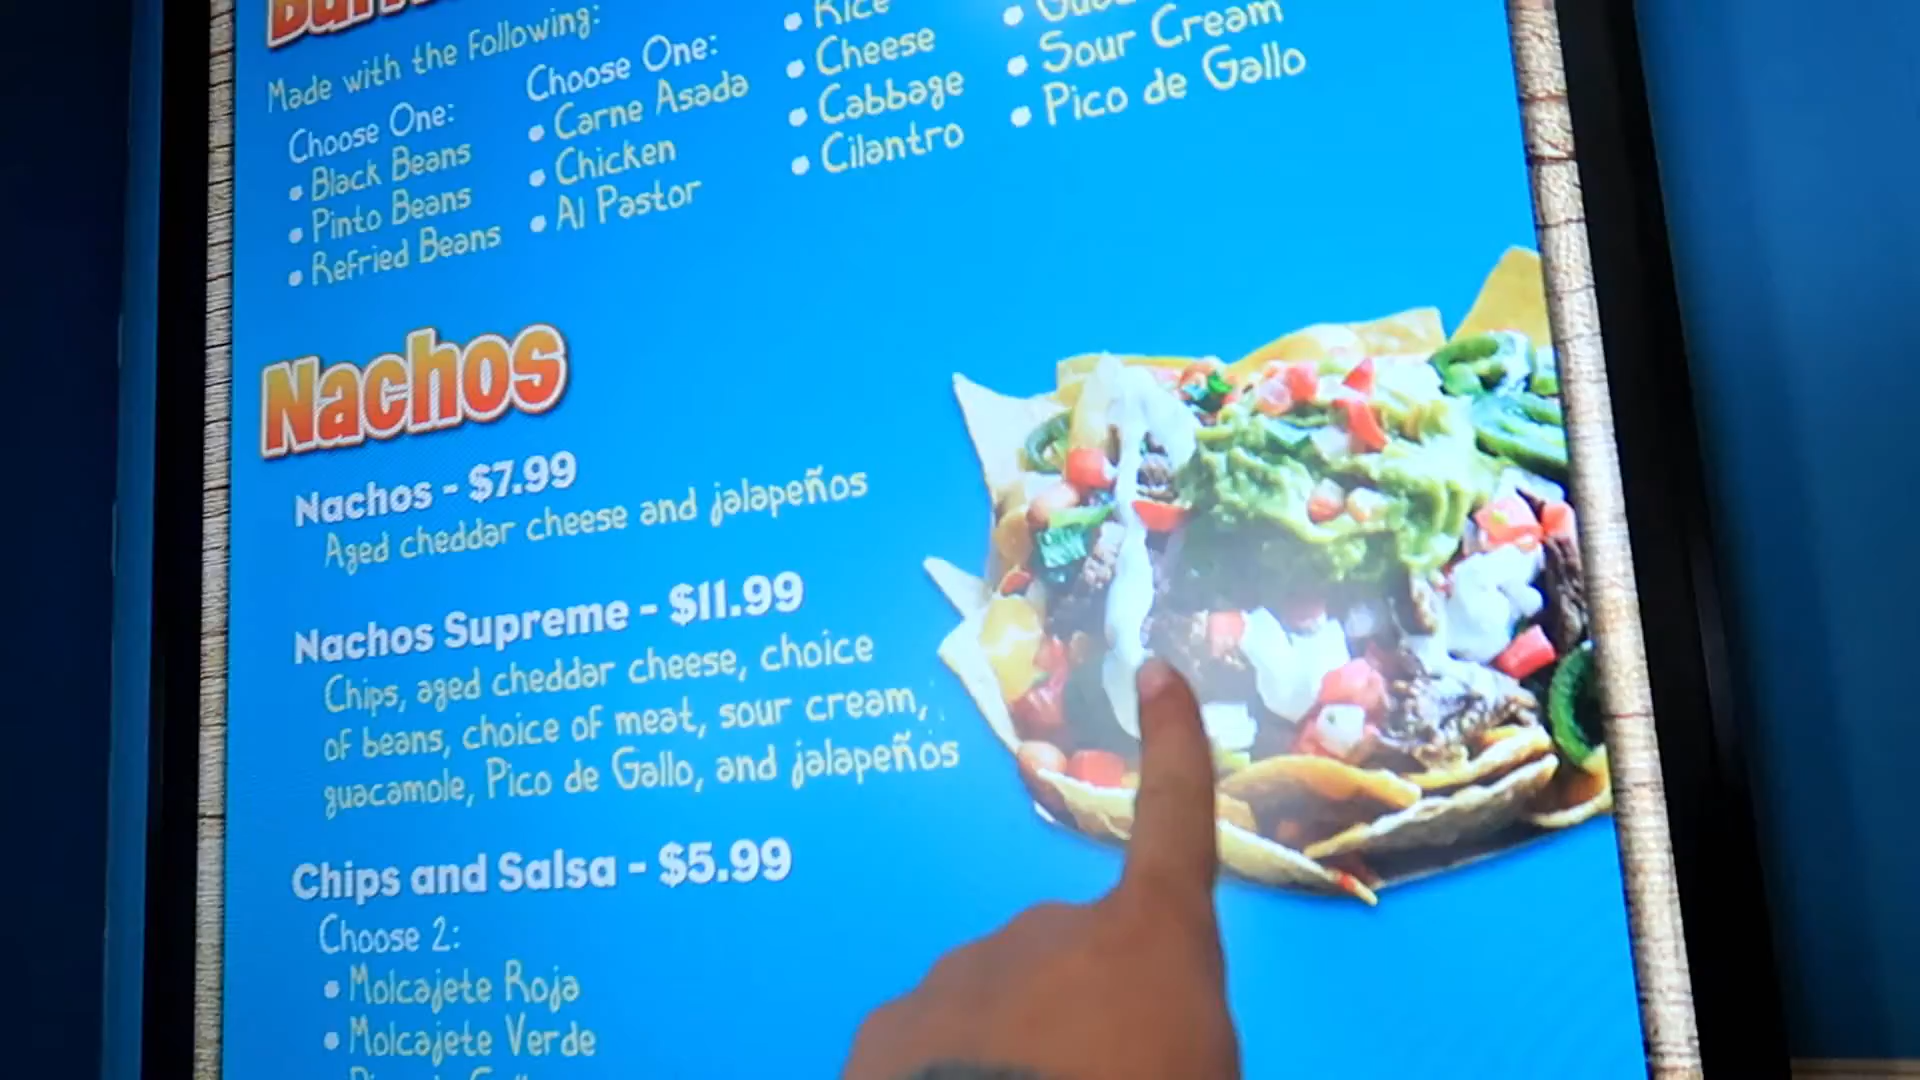 Made with the Following:
Choose One:
• Black Beans
• Pinto Beans
• Refried Beans
Choose One:
• Carne Asada
• Chicken
• Al Pastor
• Rice
• Cheese
• Cabbage
• Cilantro
• Sour Cream
• Pico de Gallo
Nachos
Nachos - $7.99
Aged cheddar cheese and jalapeños
Nachos Supreme - $11.99
Chips, aged cheddar cheese, choice
of beans, choice of meat, sour cream,
guacamole, Pico de Gallo, and jalapeños
Chips and Salsa - $5.99
Choose 2:
• Molcajete Roja
• Molcajete Verde